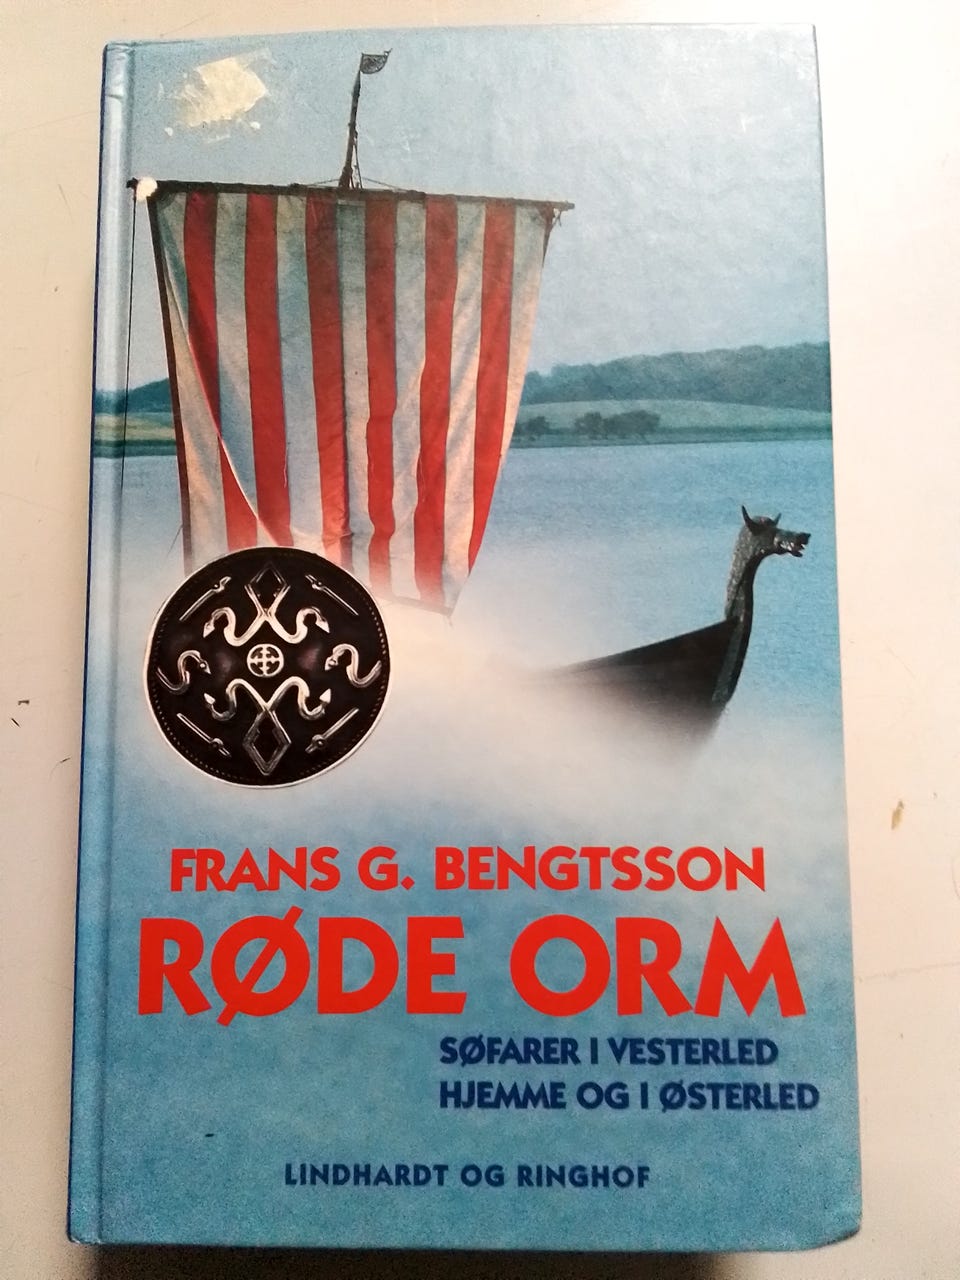 FRANS G. BENGTSSON
RØDE ORM
SØFARER I VESTERLED
HJEMME OG I ØSTERLED
LINDHARDT OG RINGHOF